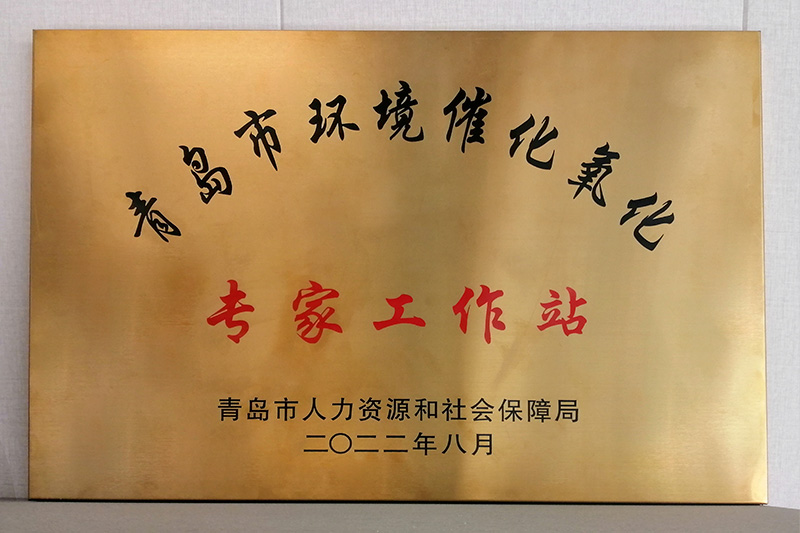 青岛市环境催化氧化
专家工作站
青岛市人力资源和社会保障局
二〇二二年八月